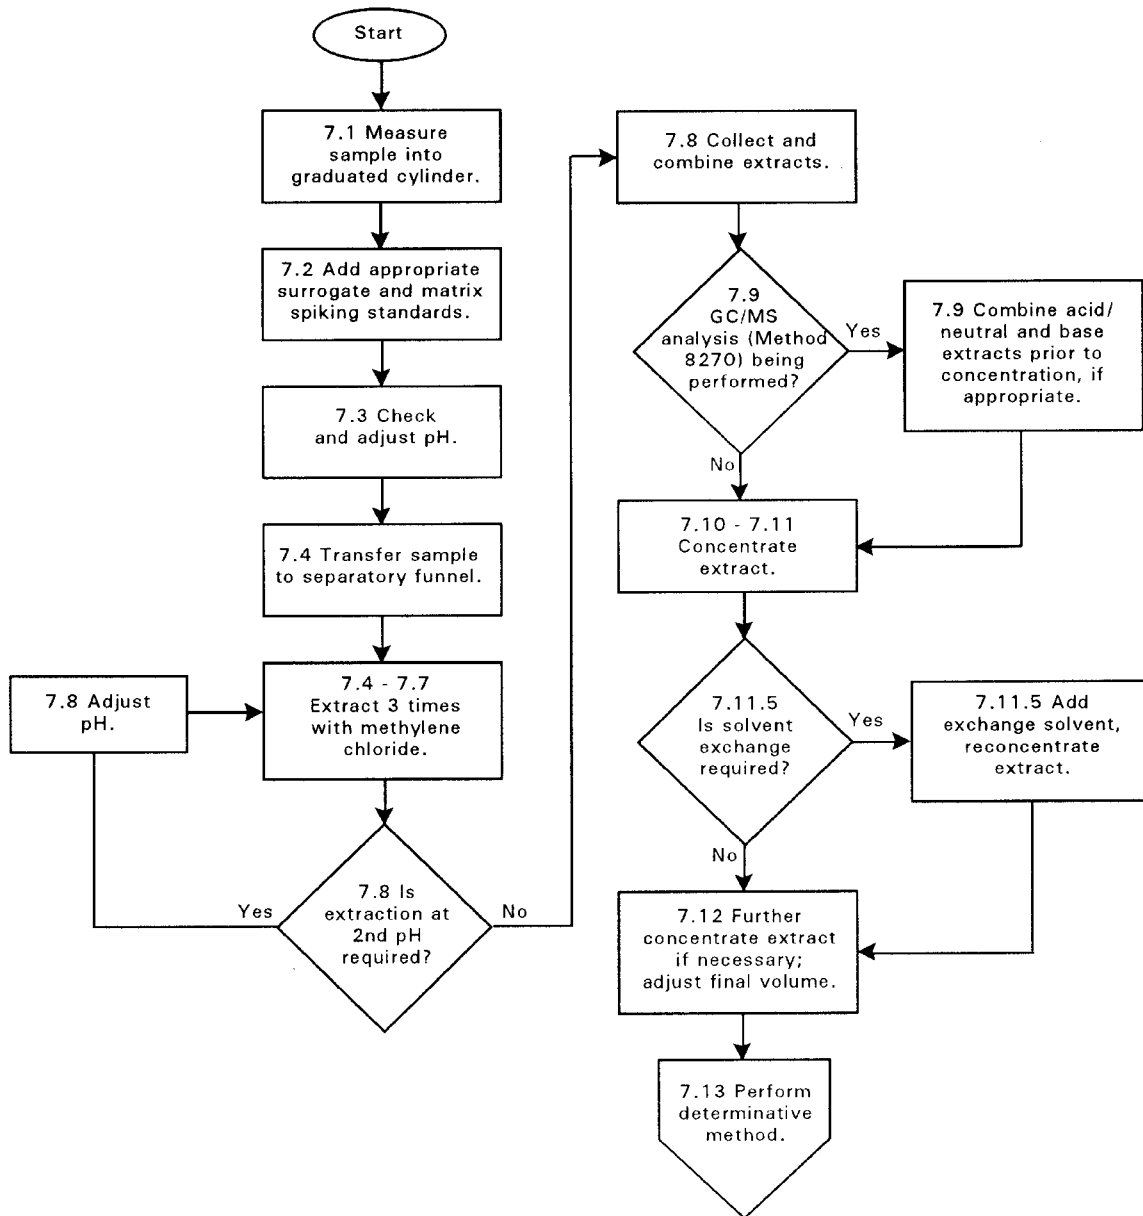 Start
7.1 Measure
sample into
graduated cylinder.
7.2 Add appropriate
surrogate and matrix
spiking standards.
7.3 Check
and adjust pH.
7.4 Transfer sample
to separatory funnel.
7.8 Adjust
pH.
7.4 - 7.7
Extract 3 times
with methylene
chloride.
Yes
7.8 Is
extraction at
2nd pH
required?
No
7.8 Collect and
combine extracts.
7.9
GC/MS
analysis (Method
8270) being
performed?
Yes
7.9 Combine acid/
neutral and base
extracts prior to
concentration, if
appropriate.
No
7.10 - 7.11
Concentrate
extract.
7.11.5
Is solvent
exchange
required?
Yes
7.11.5 Add
exchange solvent,
reconcentrate
extract.
No
7.12 Further
concentrate extract
if necessary;
adjust final volume.
7.13 Perform
determinative
method.